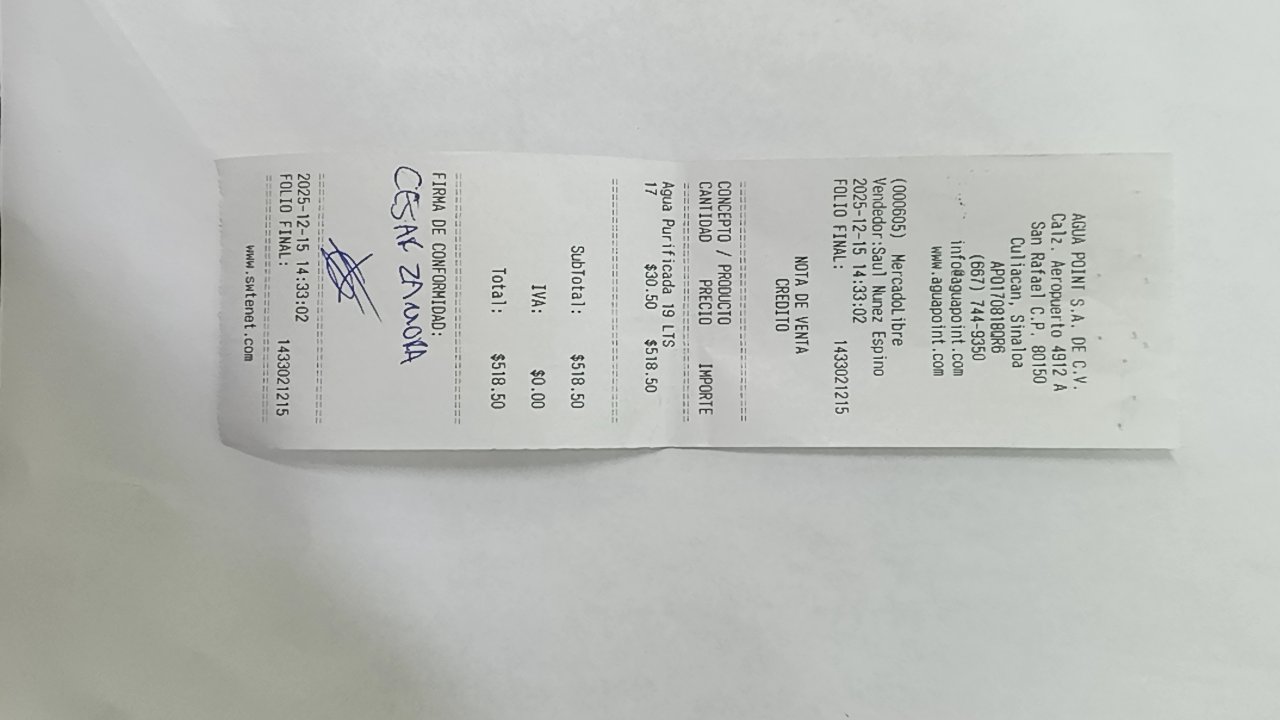 AGUA POINT S.A. DE C.V.
Calz. Aeropuerto 4912 A
San Rafael C.P. 80150
Culiacan, Sinaloa
APO170818QR6
(667) 744-9350
info@aguapoint.com
www.aguapoint.com
(000605) MercadoLibre
Vendedor:Saul Nunez Espino
2025-12-15 14:33:02
FOLIO FINAL: 1433021215
NOTA DE VENTA
CREDITO
CONCEPTO / PRODUCTO
CANTIDAD PRECIO IMPORTE
Agua Purificada 19 LTS
17 $30.50 $518.50
SubTotal: $518.50
IVA: $0.00
Total: $518.50
FIRMA DE CONFORMIDAD:
CESAR ZAMORA
2025-12-15 14:33:02
FOLIO FINAL: 1433021215
www.swtenet.com